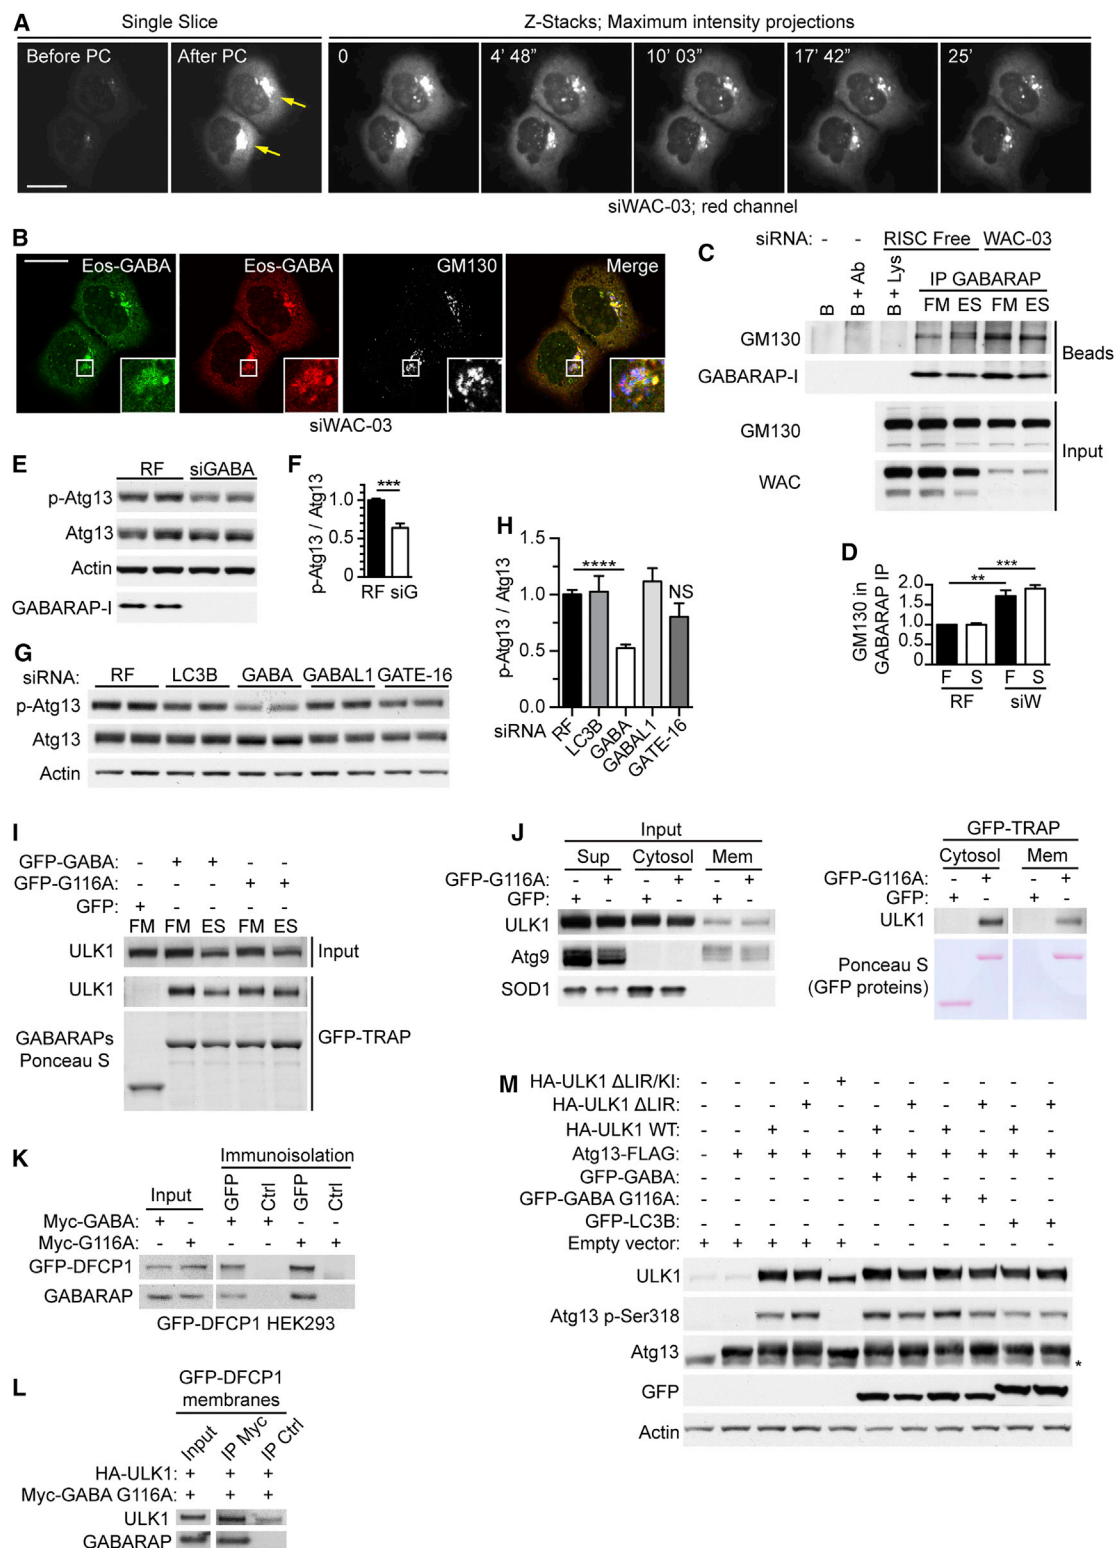 A
Single Slice
Z-Stacks; Maximum intensity projections
Before PC
After PC
0
4' 48”
10' 03”
17' 42”
25'
siWAC-03; red channel
B
Eos-GABA
Eos-GABA
GM130
Merge
siWAC-03
C
siRNA: - - RISC Free WAC-03
B
B + Ab
B + Lys
IP GABARAP
FM ES FM ES
GM130
GABARAP-I
Beads
GM130
WAC
Input
D
GM130 in
GABARAP IP
2.0
1.5
1.0
0.5
0
** ***
F S F S
RF siW
E
RF siGABA
p-Atg13
Atg13
Actin
GABARAP-I
F
p-Atg13 / Atg13
1.0
0.5
0
***
RF siG
G
siRNA: RF LC3B GABA GABAL1 GATE-16
p-Atg13
Atg13
Actin
H
p-Atg13 / Atg13
1.5
1.0
0.5
0.0
**** NS
siRNA RF LC3B GABA GABAL1 GATE-16
I
GFP-GABA: - + + - -
GFP-G116A: - - - + +
GFP: + - - - -
FM FM ES FM ES
ULK1 Input
ULK1
GABARAPs
Ponceau S
GFP-TRAP
J
Input
Sup Cytosol Mem
GFP-G116A: - + - + - +
GFP: + - + - + -
ULK1
Atg9
SOD1
GFP-TRAP
Cytosol Mem
GFP-G116A: - + - +
GFP: + - + -
ULK1
Ponceau S
(GFP proteins)
K
Immunoisolation
Input GFP Ctrl GFP Ctrl
Myc-GABA: + - + + - -
Myc-G116A: - + - - + +
GFP-DFCP1
GABARAP
GFP-DFCP1 HEK293
L
GFP-DFCP1
membranes
Input IP Myc IP Ctrl
HA-ULK1: + + +
Myc-GABA G116A: + + +
ULK1
GABARAP
M
HA-ULK1 ΔLIR/KI: - - - - + - - - - - -
HA-ULK1 ΔLIR: - - - + - - + - + - +
HA-ULK1 WT: - - + - - + - + - + -
Atg13-FLAG: - + + + + + + + + + +
GFP-GABA: - - - - - + + - - - -
GFP-GABA G116A: - - - - - - - + + - -
GFP-LC3B: - - - - - - - - - + +
Empty vector: + + + + + - - - - - -
ULK1
Atg13 p-Ser318
Atg13
*
GFP
Actin